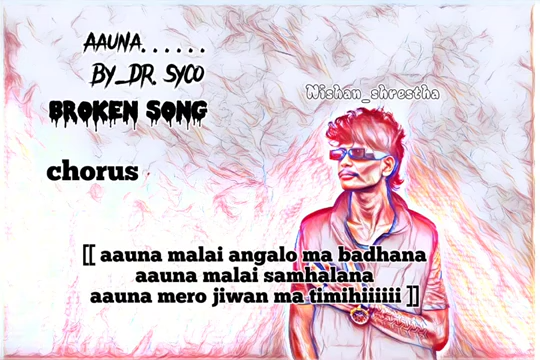 AAUNA......
BY_DR. SYCO
BROKEN SONG
Nishan_shrestha
chorus
[[ aauna malai angalo ma badhana
aauna malai samhalana
aauna mero jiwan ma timihiiiiii ]]